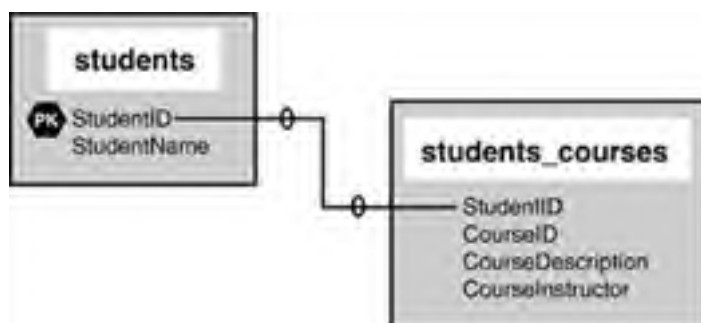 students
PK StudentID
StudentName
students_courses
StudentID
CourseID
CourseDescription
CourseInstructor